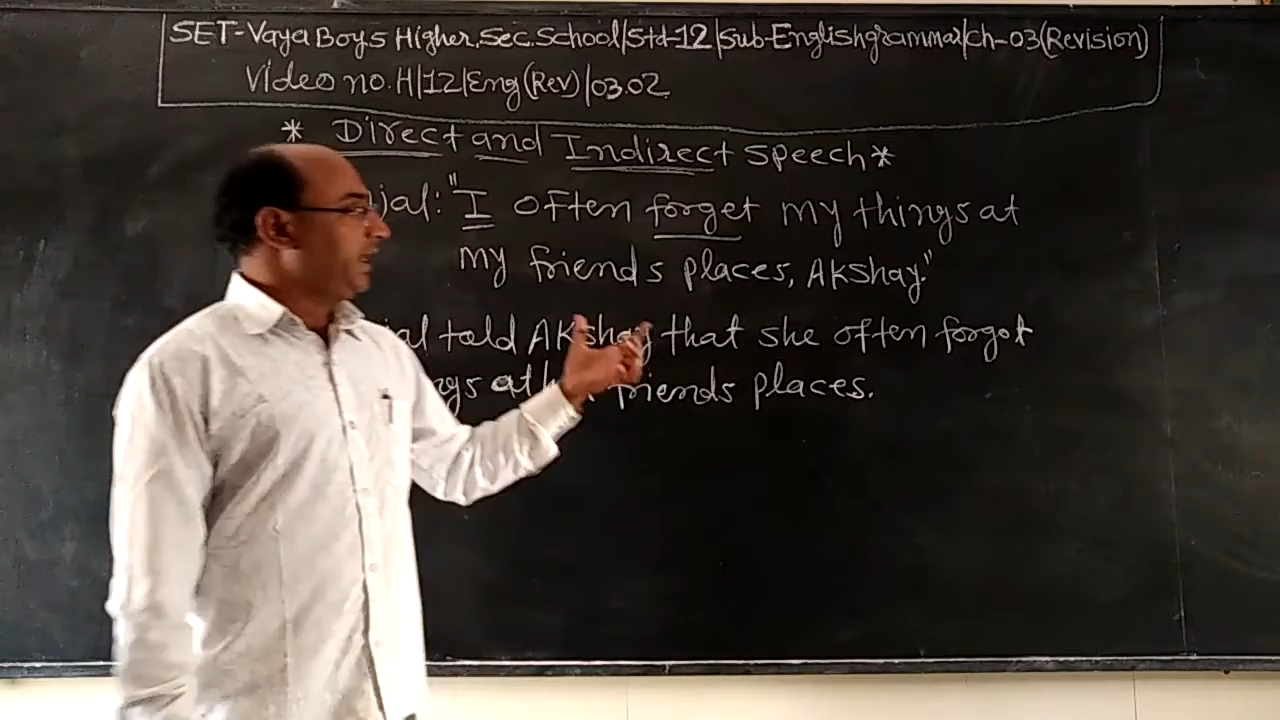 SET-Vaya Boys Higher.Sec.School|Std-12|Sub-Englishgrammar|Ch-03(Revision)
Video no.H|12|Eng(Rev)|03.02
* Direct and Indirect Speech *
"I often forget my things at
my friends places, Akshay."
told Akshay that she often forgot
at friends places.